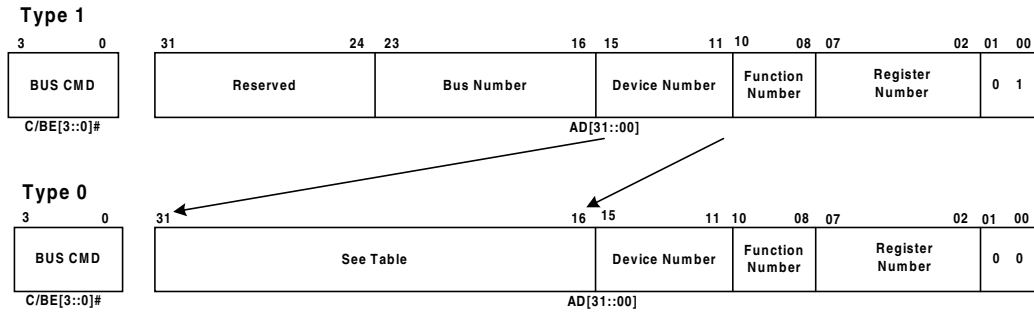 Type 1
3 0 31 24 23 16 15 11 10 08 07 02 01 00
BUS CMD Reserved Bus Number Device Number Function Number Register Number 0 1
C/BE[3::0]# AD[31::00]
Type 0
3 0 31 16 15 11 10 08 07 02 01 00
BUS CMD See Table Device Number Function Number Register Number 0 0
C/BE[3::0]# AD[31::00]